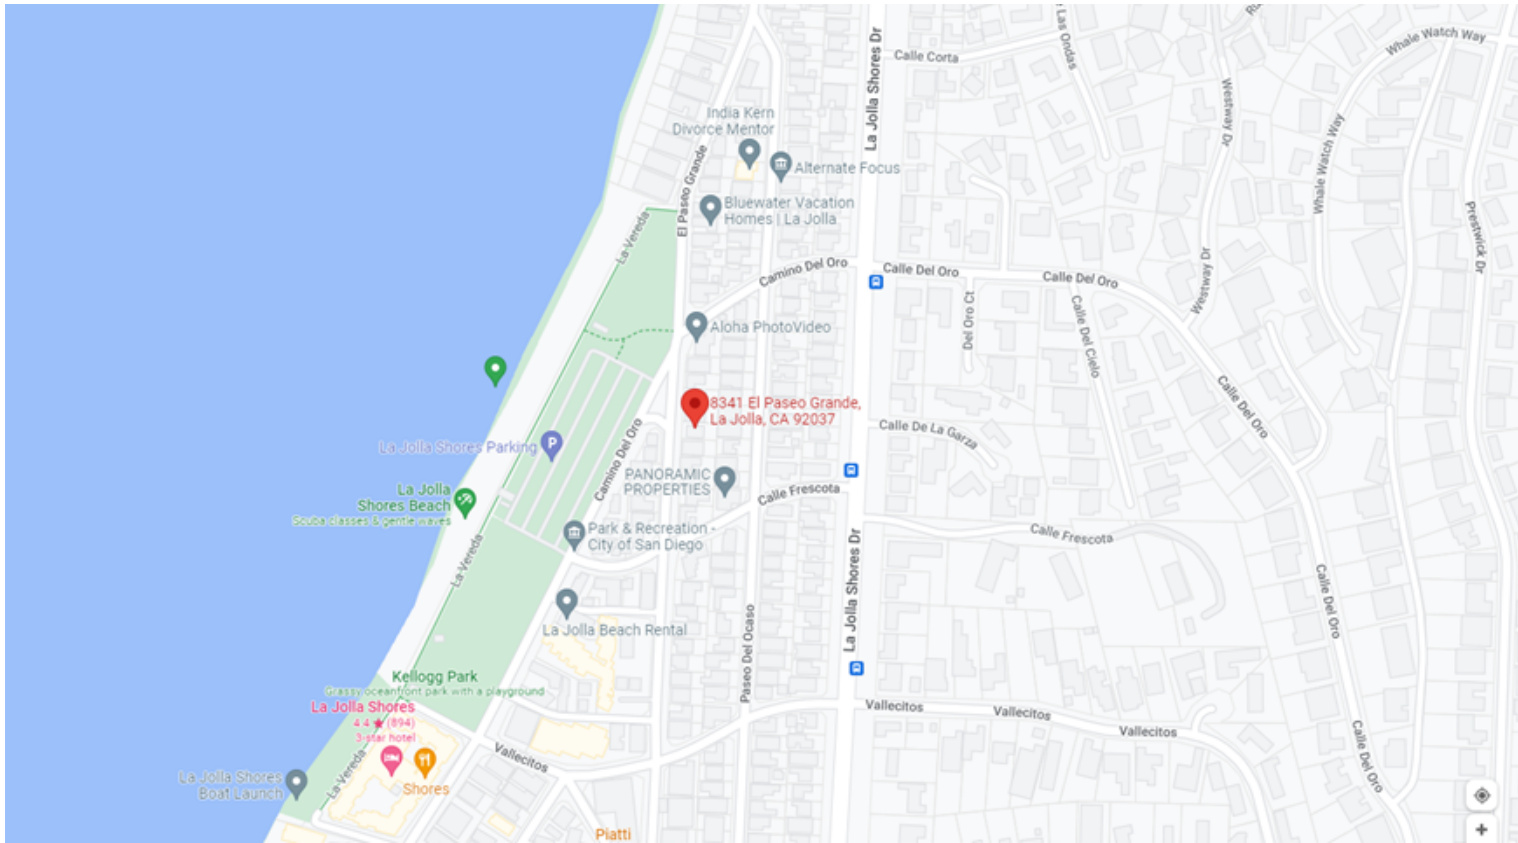 Las Ondas
Whale Watch Way
La Jolla Shores Dr
Calle Corta
Westway Dr
India Kern
Divorce Mentor
El Paseo Grande
Alternate Focus
Whale Watch Way
Bluewater Vacation
Homes | La Jolla
Prestwick Dr
La Vereda
Camino Del Oro
Calle Del Oro
Calle Del Oro
Westway Dr
Del Oro Ct
Calle Del Cielo
Aloha PhotoVideo
8341 El Paseo Grande,
La Jolla, CA 92037
Calle Del Oro
Calle De La Garza
La Jolla Shores Parking
P
Camino Del Oro
PANORAMIC
PROPERTIES
Calle Frescota
La Jolla
Shores Beach
Scuba classes & gentle waves
Park & Recreation -
City of San Diego
Calle Frescota
La Vereda
La Jolla Shores Dr
Calle Del Oro
La Jolla Beach Rental
Paseo Del Ocaso
Kellogg Park
Grassy oceanfront park with a playground
La Jolla Shores
4.4 ★ (894)
3-star hotel
Vallecitos
Vallecitos
Vallecitos
Vallecitos
La Vereda
Calle Del Oro
La Jolla Shores
Boat Launch
Shores
Piatti